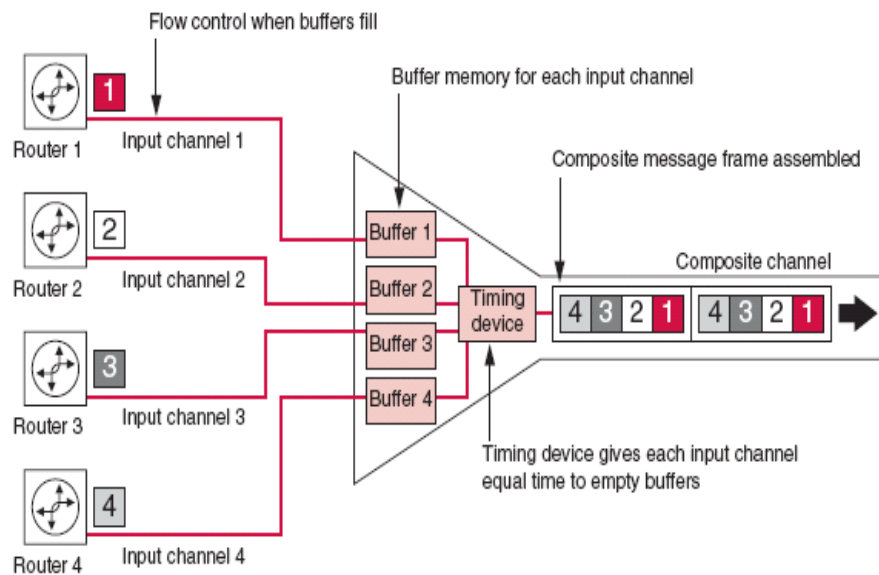 Flow control when buffers fill
1
Buffer memory for each input channel
Router 1
Input channel 1
Composite message frame assembled
2
Buffer 1
Router 2
Input channel 2
Buffer 2
Composite channel
Timing
device
4 3 2 1 4 3 2 1
3
Buffer 3
Router 3
Input channel 3
Buffer 4
Timing device gives each input channel
equal time to empty buffers
4
Router 4
Input channel 4